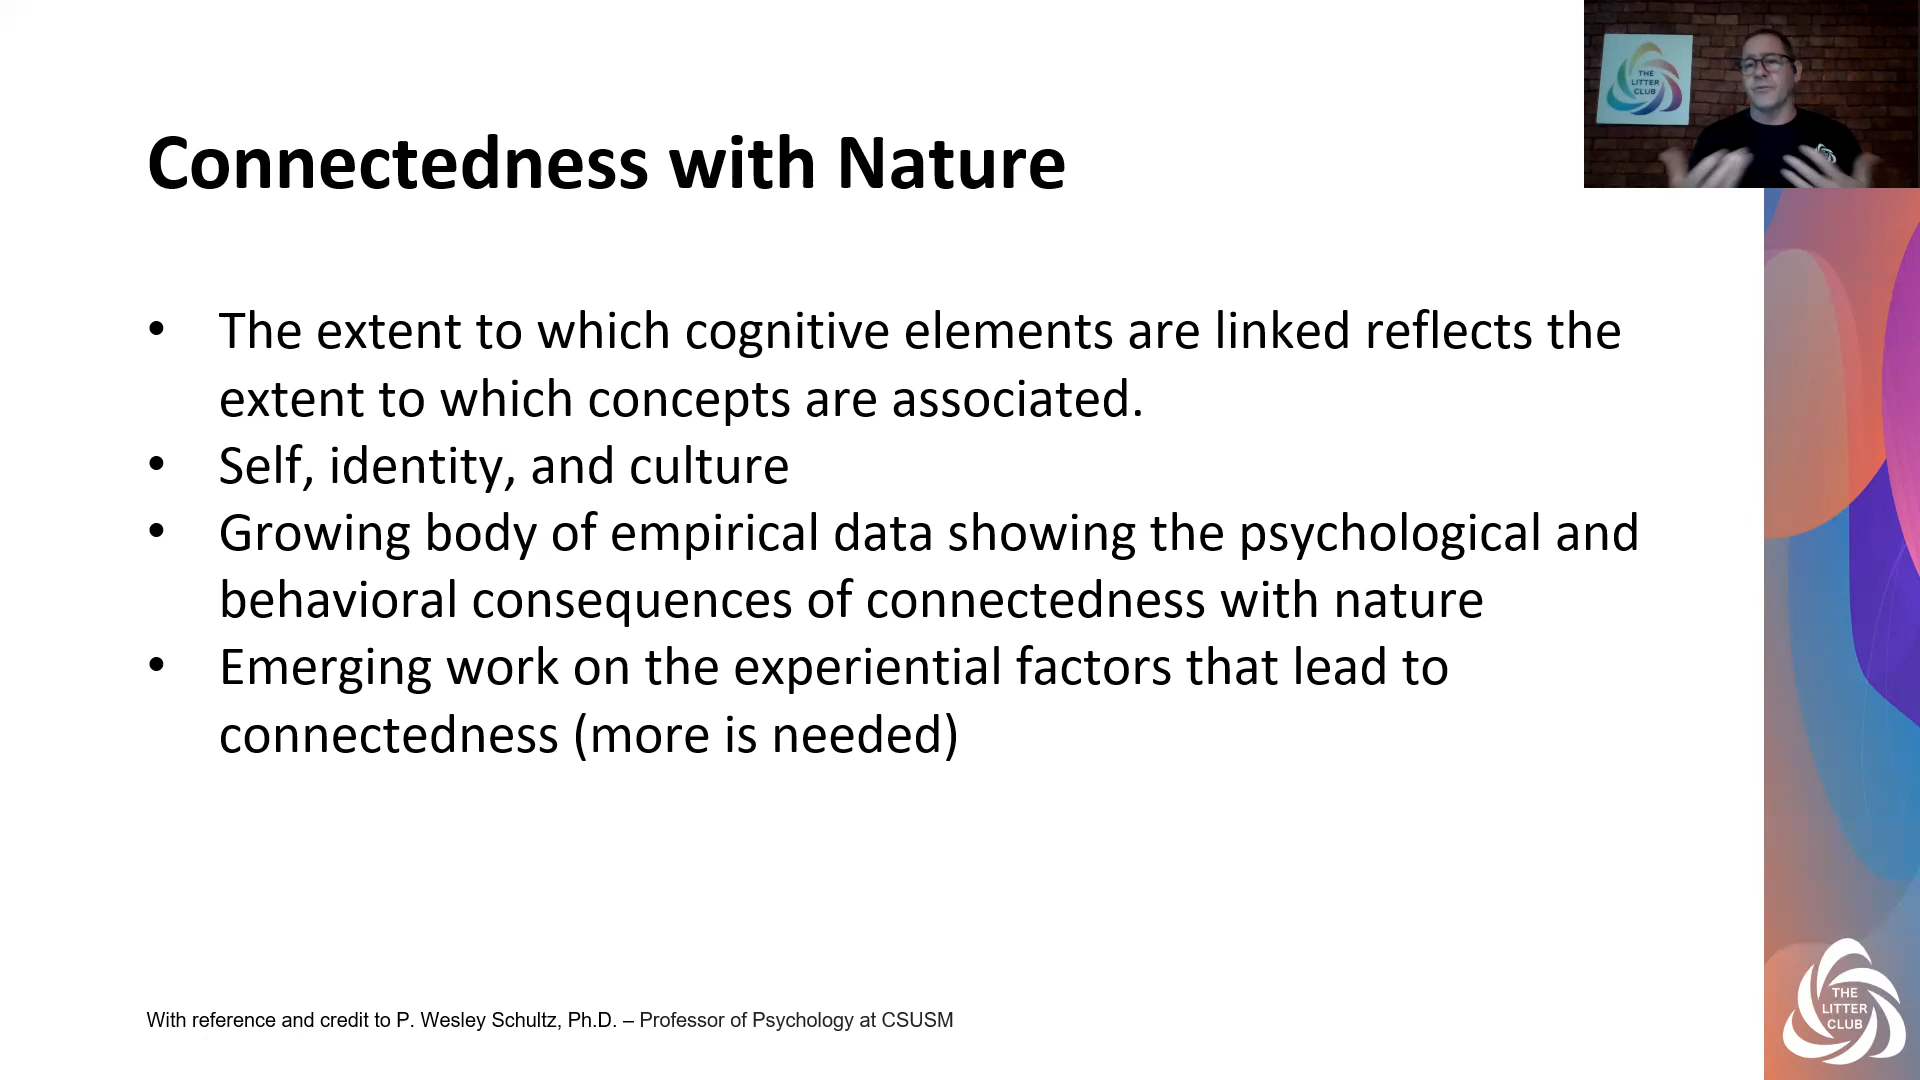 THE
LITTER
CLUB
Connectedness with Nature
• The extent to which cognitive elements are linked reflects the
extent to which concepts are associated.
• Self, identity, and culture
• Growing body of empirical data showing the psychological and
behavioral consequences of connectedness with nature
• Emerging work on the experiential factors that lead to
connectedness (more is needed)
With reference and credit to P. Wesley Schultz, Ph.D. – Professor of Psychology at CSUSM
THE
LITTER
CLUB